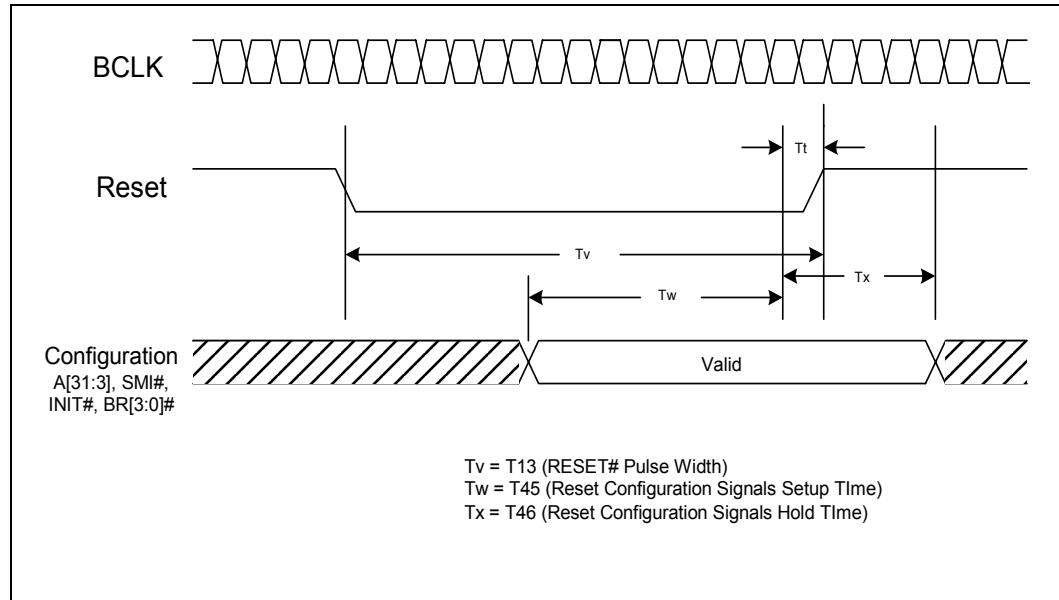 BCLK
Reset
Tt
Tv
Tx
Tw
Configuration
A[31:3], SMI#,
INIT#, BR[3:0]#
Valid
Tv = T13 (RESET# Pulse Width)
Tw = T45 (Reset Configuration Signals Setup TIme)
Tx = T46 (Reset Configuration Signals Hold TIme)